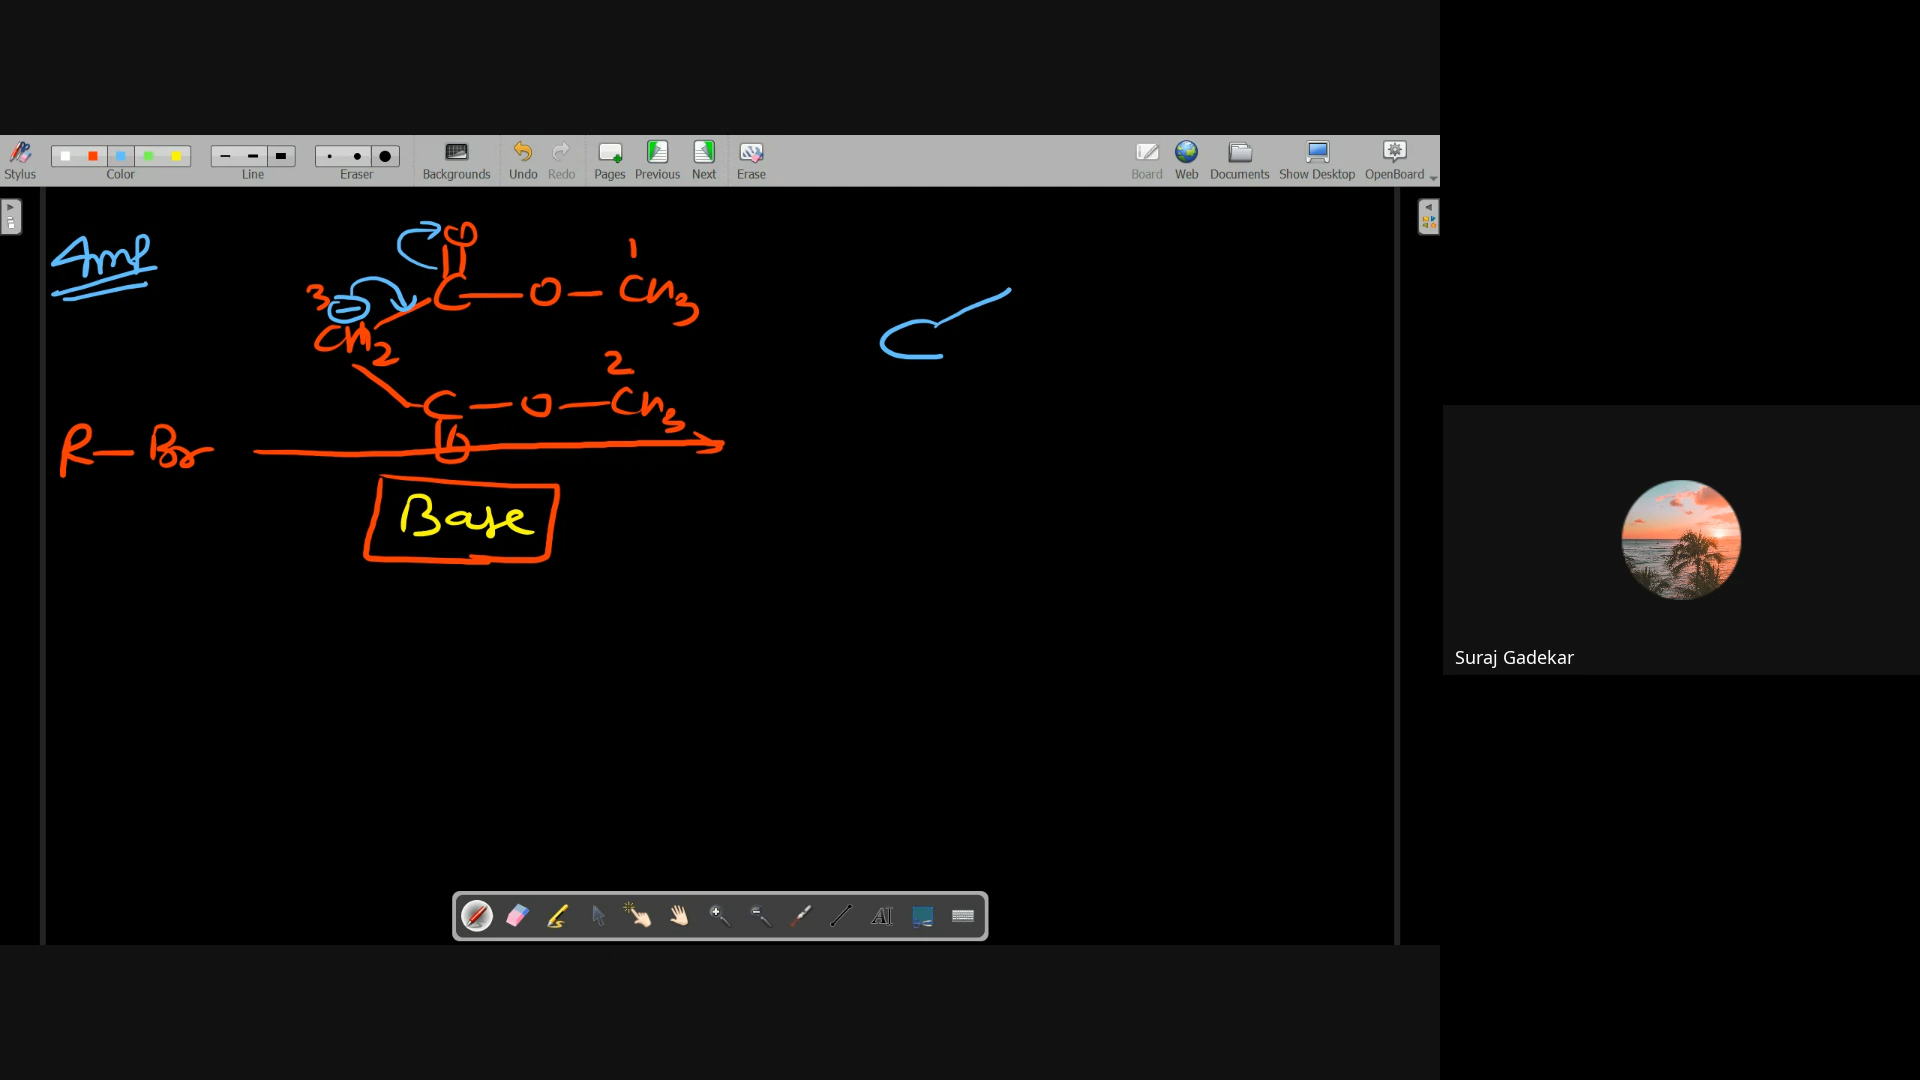 Stylus Color Line Eraser Backgrounds Undo Redo Pages Previous Next Erase Board Web Documents Show Desktop OpenBoard
Amp
O
C—O—CH3 1
3 ⊖
CH2
2
C—O—CH3
O
R—Br
Base
C
Suraj Gadekar